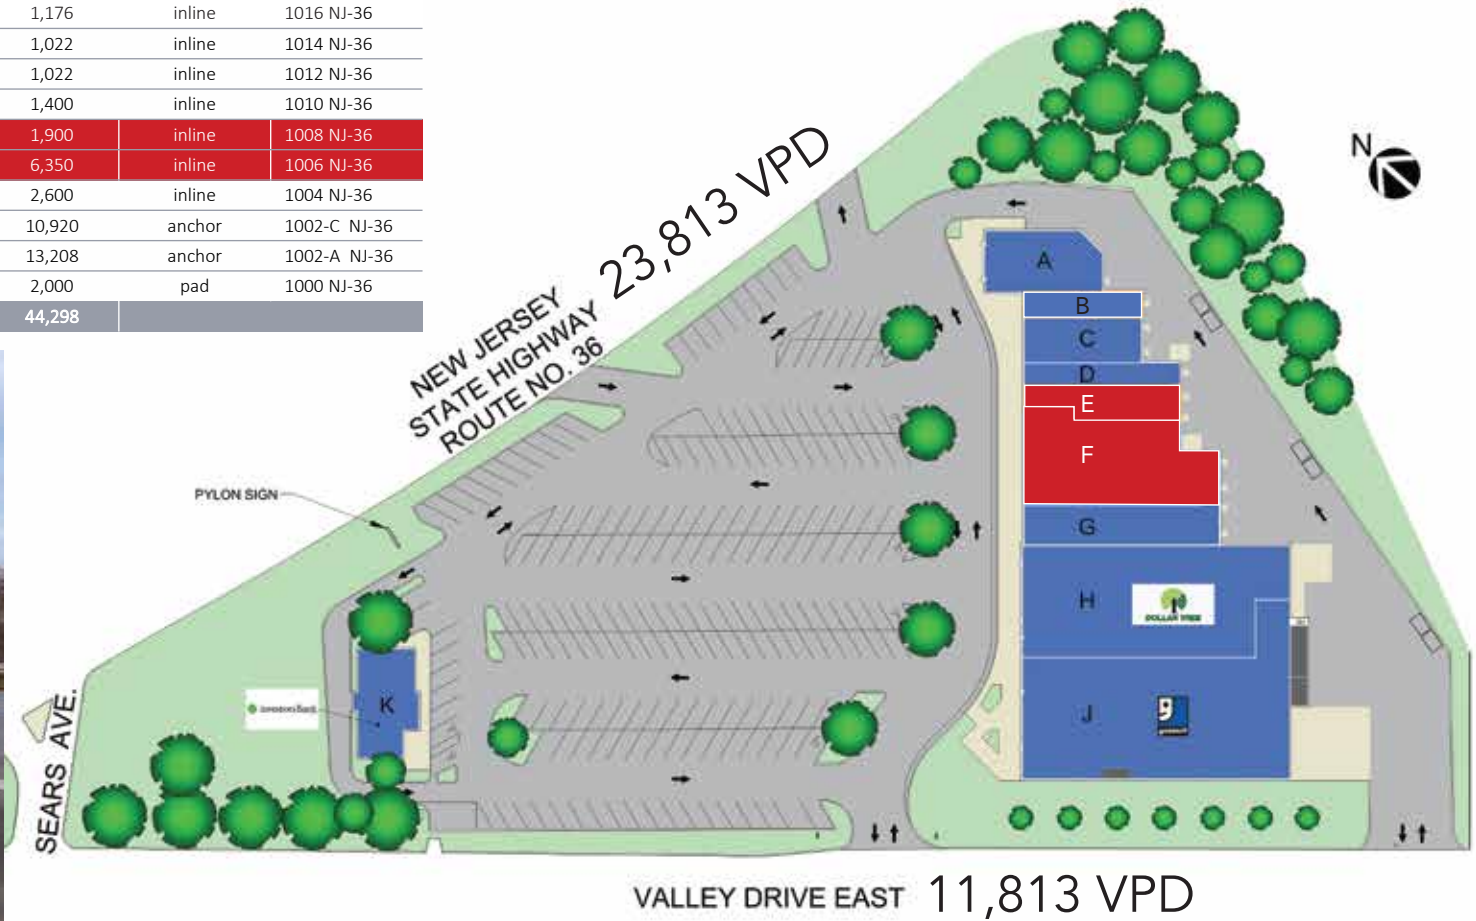 1,176 inline 1016 NJ-36
1,022 inline 1014 NJ-36
1,022 inline 1012 NJ-36
1,400 inline 1010 NJ-36
1,900 inline 1008 NJ-36
6,350 inline 1006 NJ-36
2,600 inline 1004 NJ-36
10,920 anchor 1002-C NJ-36
13,208 anchor 1002-A NJ-36
2,000 pad 1000 NJ-36
44,298
23,813 VPD
NEW JERSEY
STATE HIGHWAY
ROUTE NO. 36
N
A
B
C
D
E
F
G
H
DOLLAR TREE
J
K
PYLON SIGN
SEARS AVE.
VALLEY DRIVE EAST 11,813 VPD